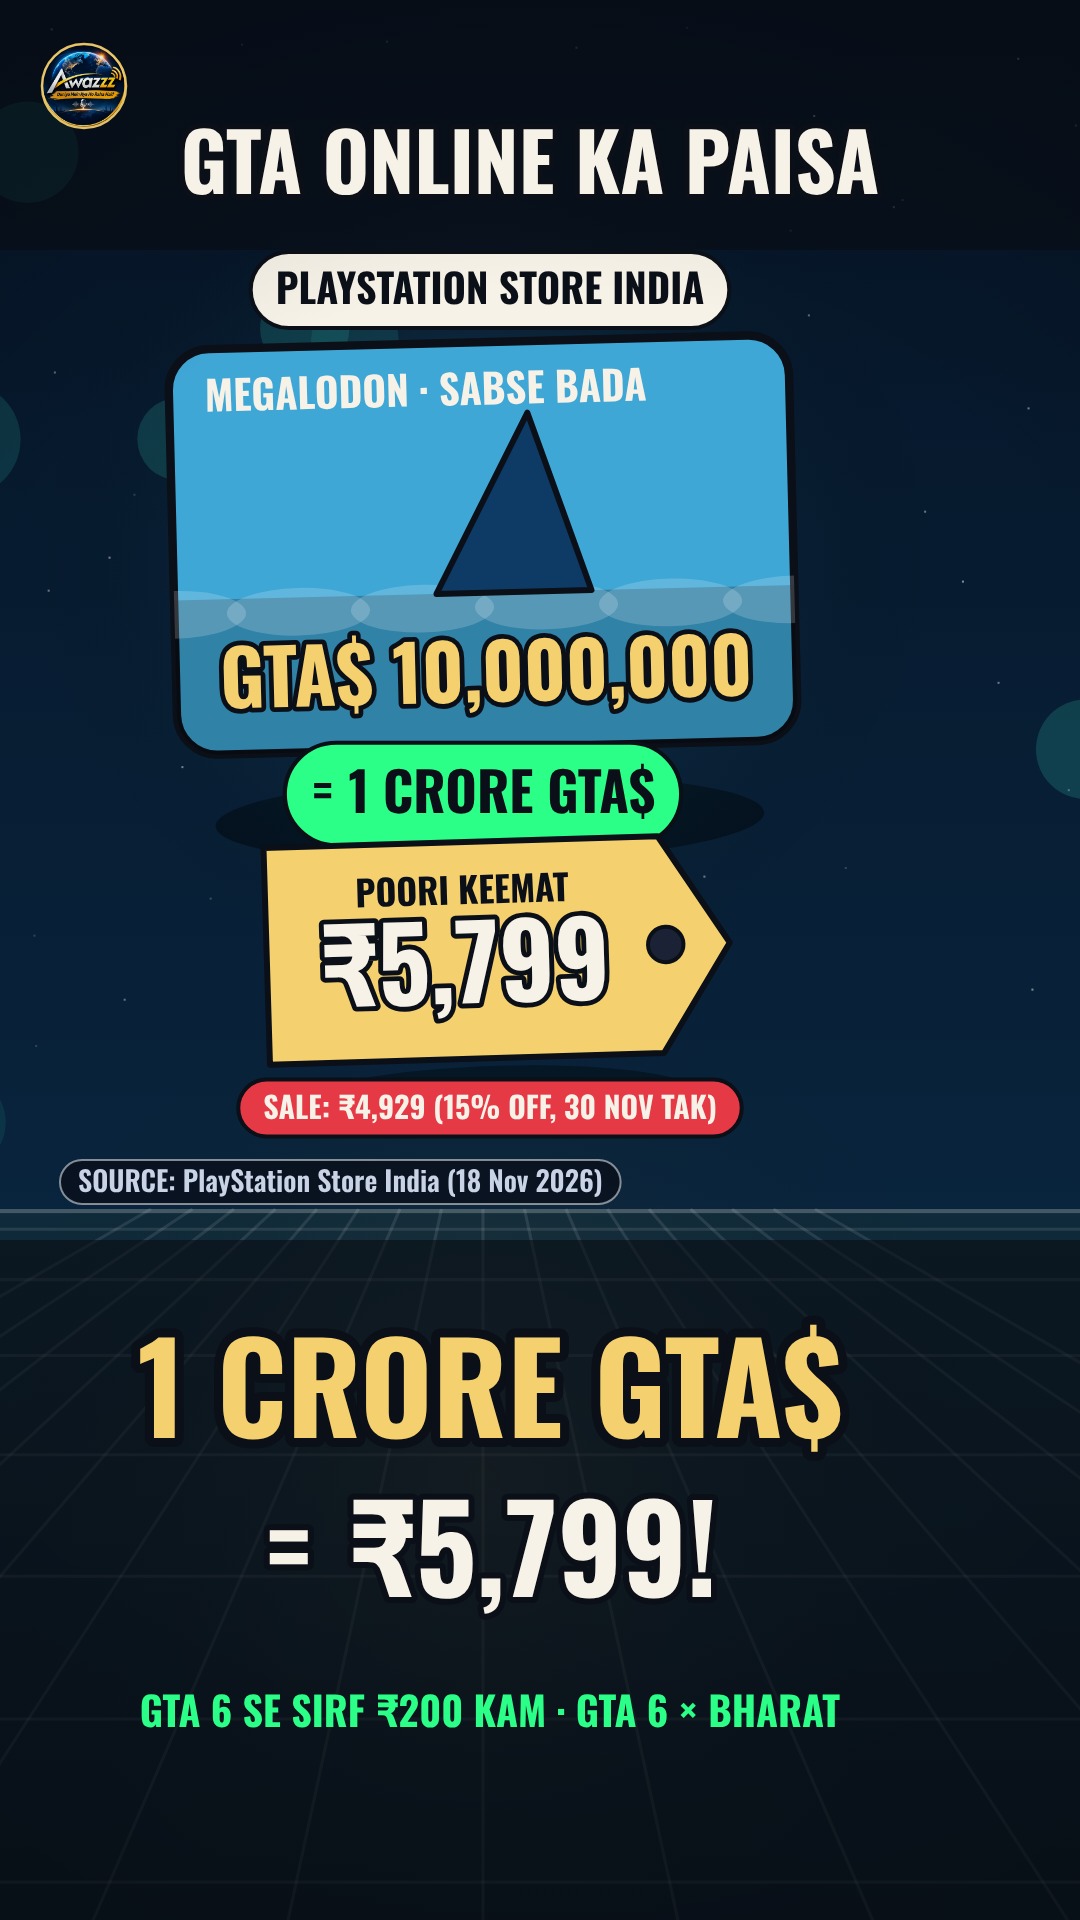 Awazzz
GTA ONLINE KA PAISA
PLAYSTATION STORE INDIA
MEGALODON · SABSE BADA
GTA$ 10,000,000
= 1 CRORE GTA$
POORI KEEMAT
₹5,799
SALE: ₹4,929 (15% OFF, 30 NOV TAK)
SOURCE: PlayStation Store India (18 Nov 2026)
1 CRORE GTA$
= ₹5,799!
GTA 6 SE SIRF ₹200 KAM · GTA 6 × BHARAT